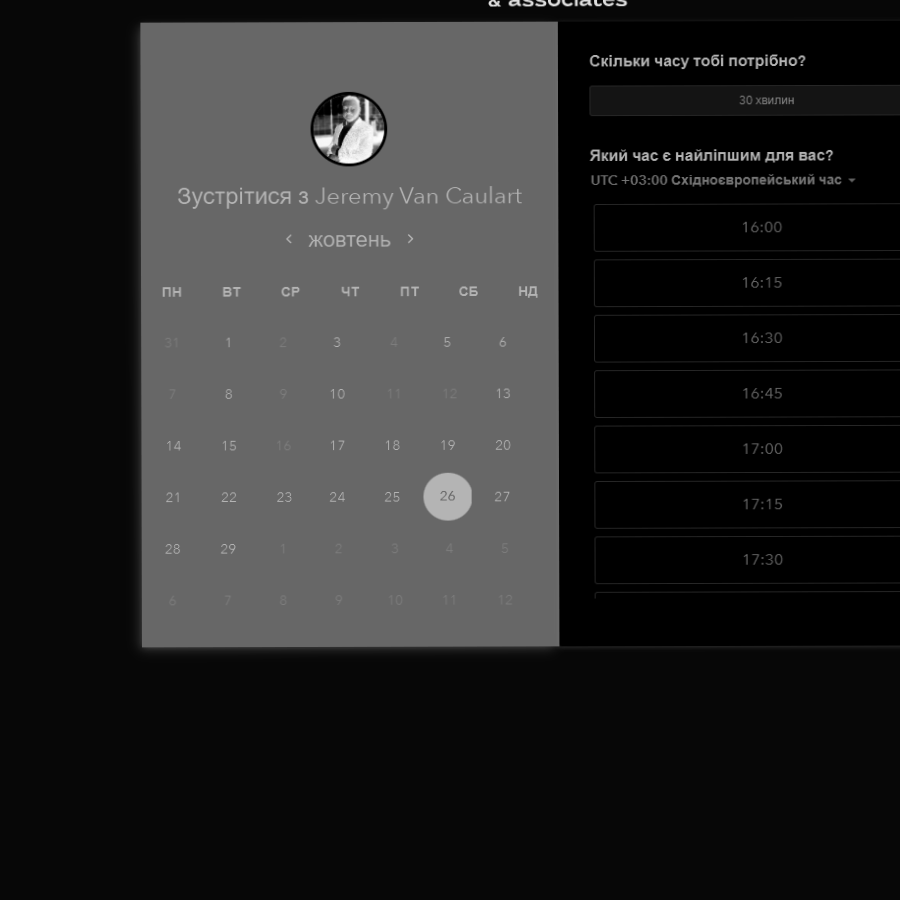 & associates
Зустрітися з Jeremy Van Caulart
жовтень
ПН ВТ СР ЧТ ПТ СБ НД
31 1 2 3 4 5 6
7 8 9 10 11 12 13
14 15 16 17 18 19 20
21 22 23 24 25 26 27
28 29 1 2 3 4 5
6 7 8 9 10 11 12
Скільки часу тобі потрібно?
30 хвилин
Який час є найліпшим для вас?
UTC +03:00 Східноєвропейський час
16:00
16:15
16:30
16:45
17:00
17:15
17:30